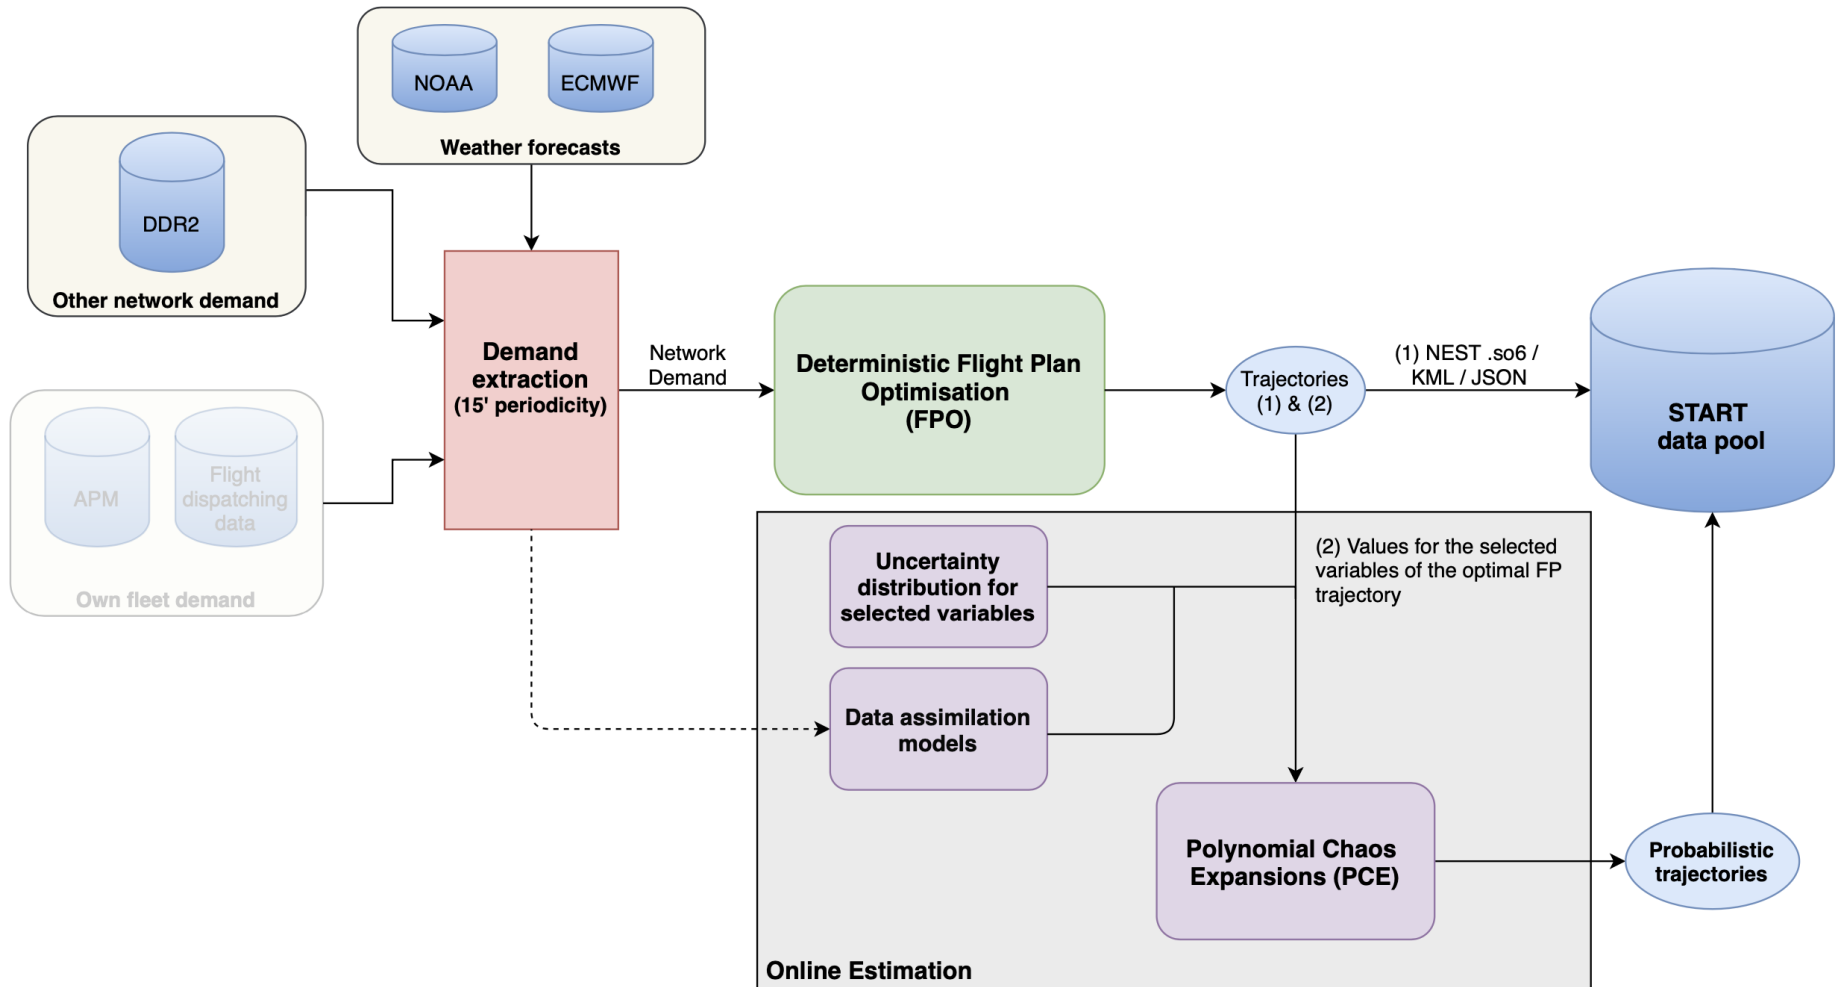 NOAA
ECMWF
Weather forecasts
DDR2
Other network demand
APM
Flight
dispatching
data
Own fleet demand
Demand
extraction
(15' periodicity)
Network
Demand
Deterministic Flight Plan
Optimisation
(FPO)
Trajectories
(1) & (2)
(1) NEST .so6 /
KML / JSON
START
data pool
Uncertainty
distribution for
selected variables
(2) Values for the selected
variables of the optimal FP
trajectory
Data assimilation
models
Polynomial Chaos
Expansions (PCE)
Probabilistic
trajectories
Online Estimation